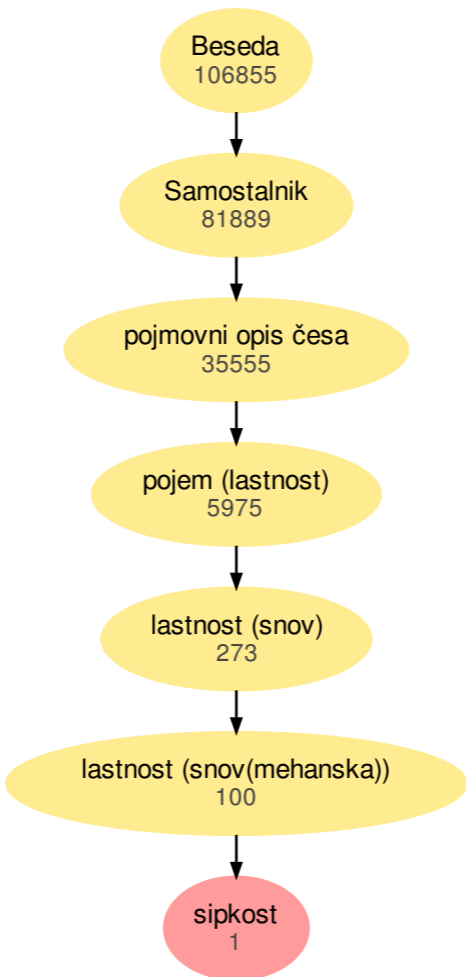 Beseda
106855
Samostalnik
81889
pojmovni opis česa
35555
pojem (lastnost)
5975
lastnost (snov)
273
lastnost (snov(mehanska))
100
sipkost
1